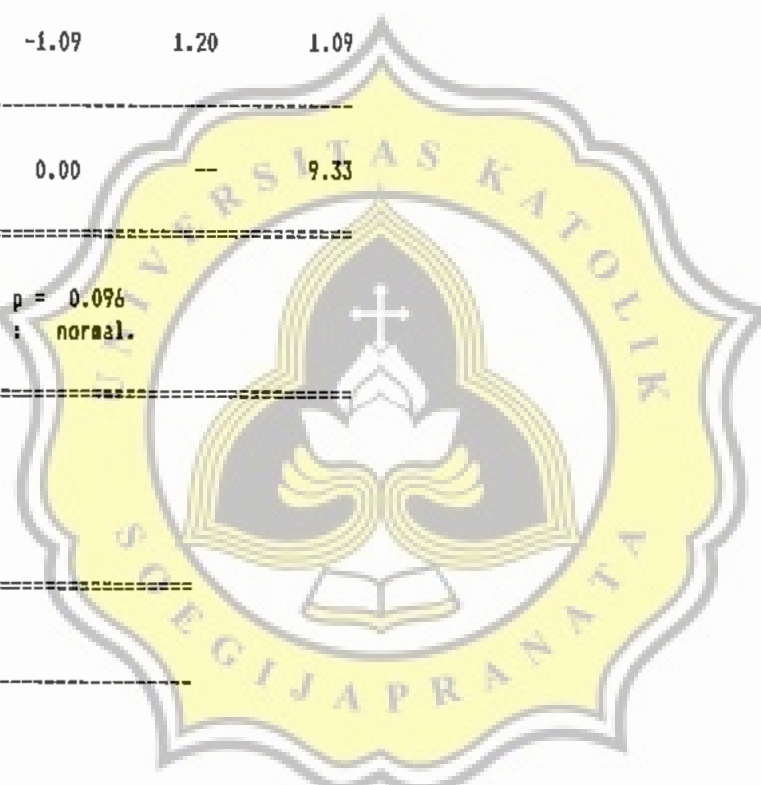 -1.09 1.20 1.09
0.00 -- 9.33
p = 0.096
: normal.
UNIVERSITAS KATOLIK
SOEGIJAPRANATA